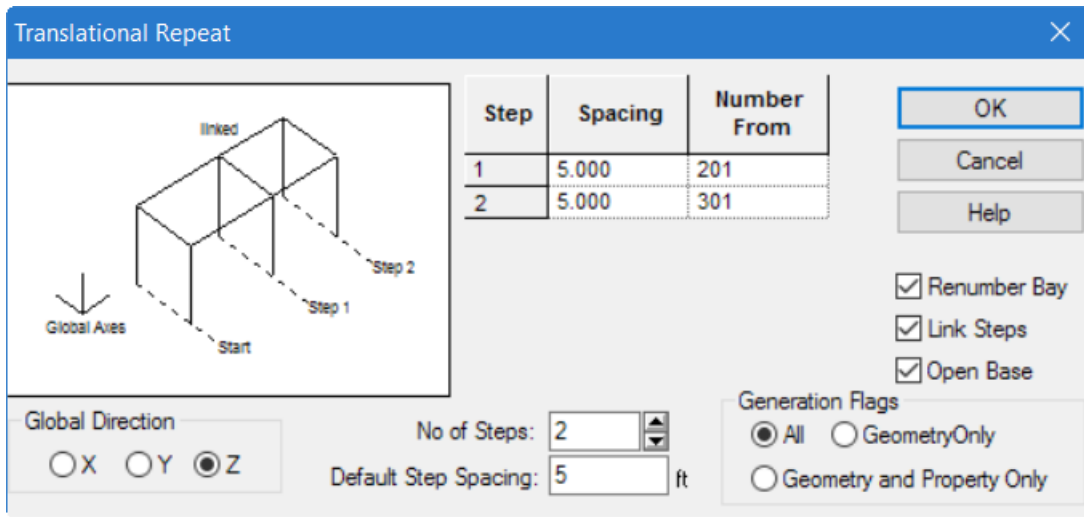 Translational Repeat
linked
Step 2
Step 1
Start
Global Axes
Step Spacing Number From
1 5.000 201
2 5.000 301
OK
Cancel
Help
Renumber Bay
Link Steps
Open Base
Global Direction
X Y Z
No of Steps: 2
Default Step Spacing: 5 ft
Generation Flags
All GeometryOnly
Geometry and Property Only